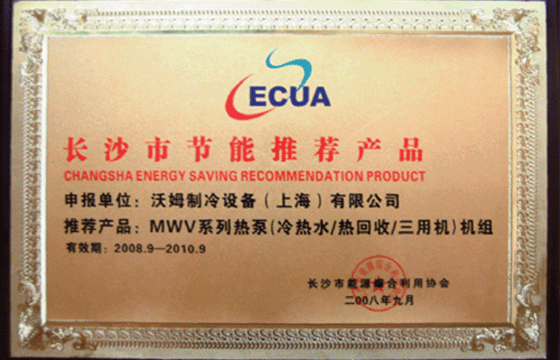 ECUA
长沙市节能推荐产品
CHANGSHA ENERGY SAVING RECOMMENDATION PRODUCT
申报单位：沃姆制冷设备（上海）有限公司
推荐产品：MWV系列热泵(冷热水/热回收/三用机)机组
有效期：2008.9—2010.9
长沙市能源综合利用协会
二〇〇八年九月